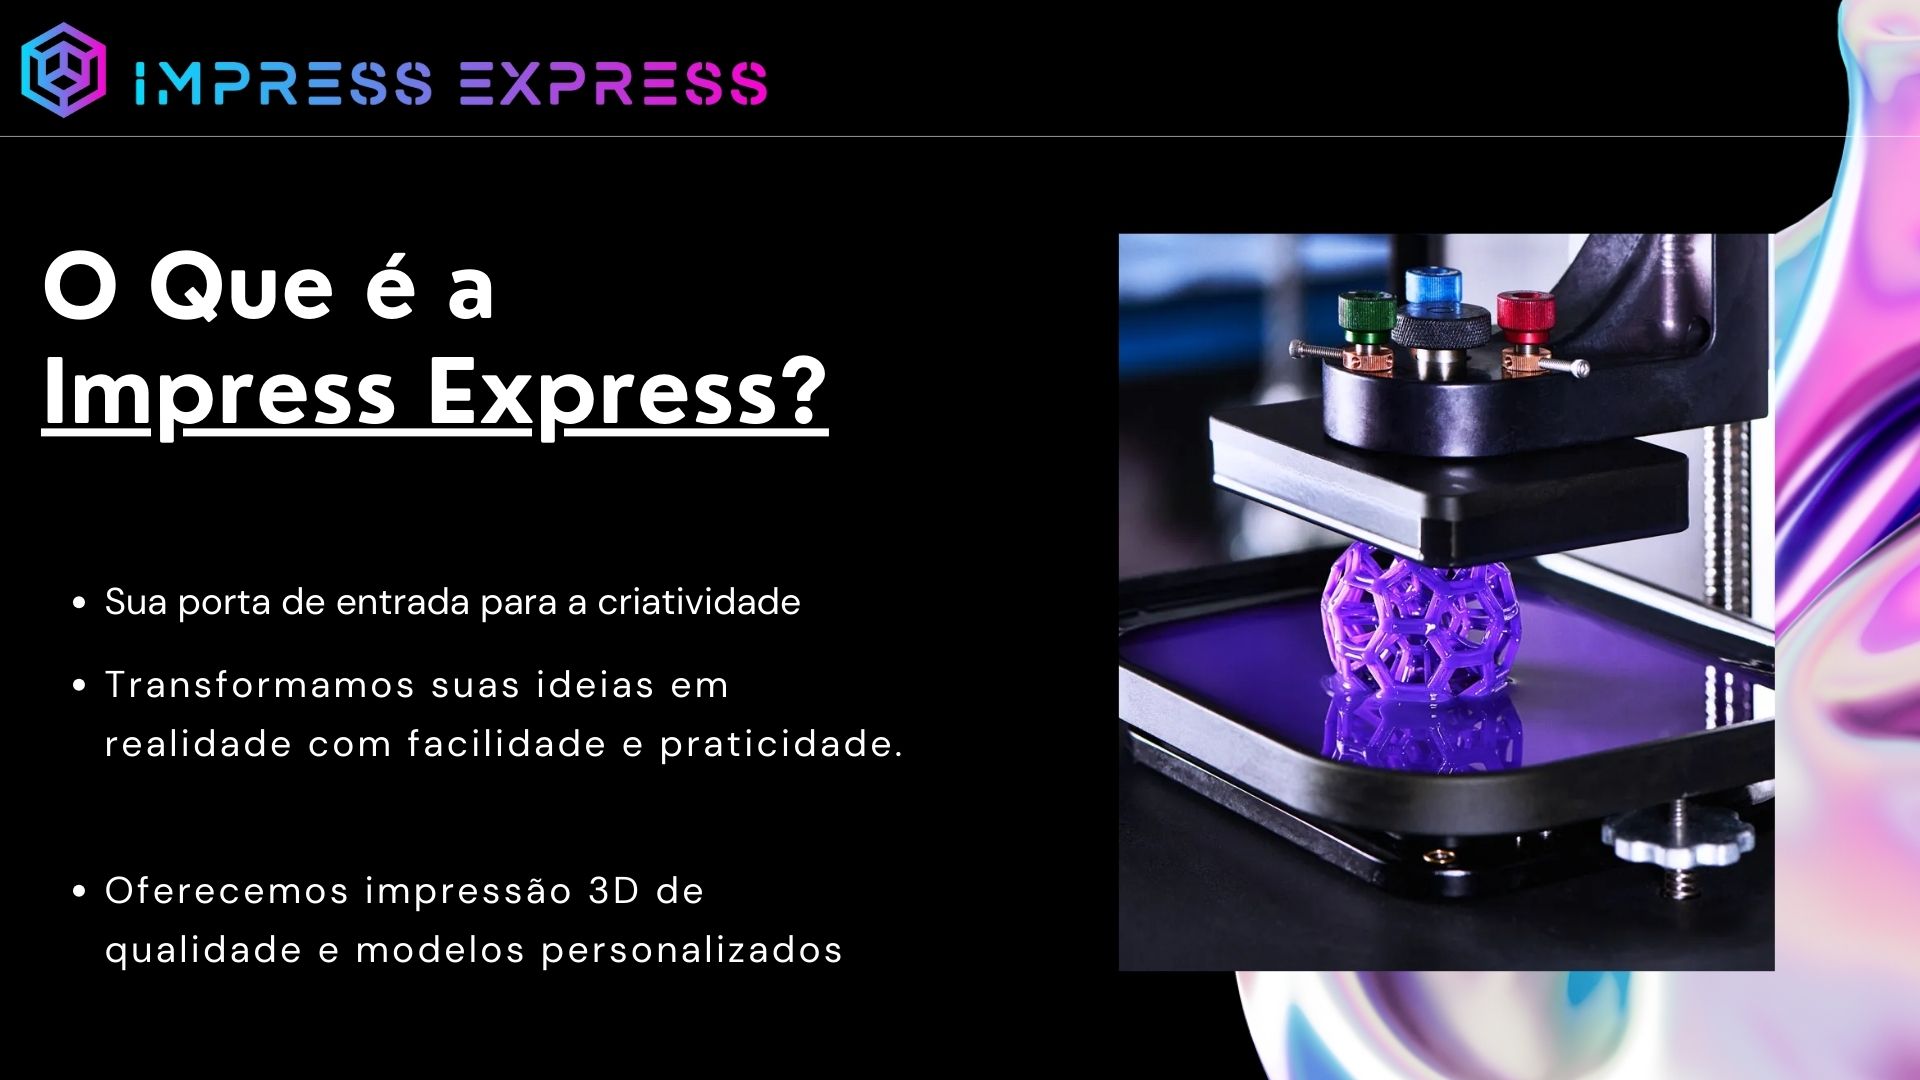 IMPRESS EXPRESS
O Que é a
Impress Express?
• Sua porta de entrada para a criatividade
• Transformamos suas ideias em
realidade com facilidade e praticidade.
• Oferecemos impressão 3D de
qualidade e modelos personalizados